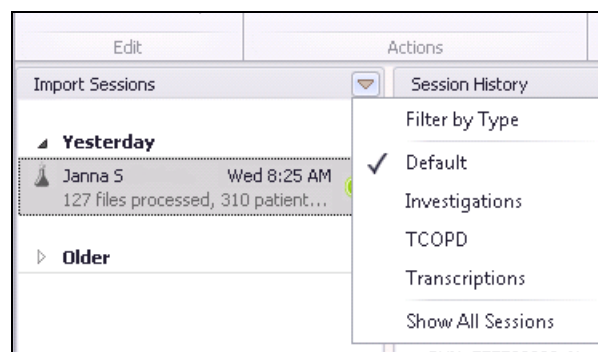 Edit Actions
Import Sessions
Session History
Filter by Type
Yesterday
Default
Janna S Wed 8:25 AM
127 files processed, 310 patient...
Investigations
TCOPD
Older
Transcriptions
Show All Sessions